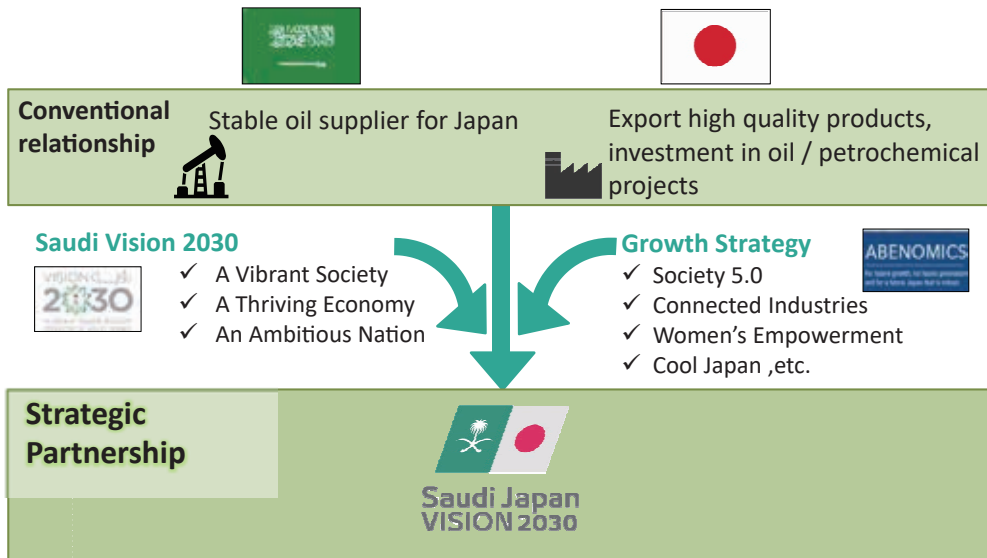 Conventional
relationship
Stable oil supplier for Japan
Export high quality products,
investment in oil / petrochemical
projects
Saudi Vision 2030
VISION
2030
✓ A Vibrant Society
✓ A Thriving Economy
✓ An Ambitious Nation
Growth Strategy
✓ Society 5.0
✓ Connected Industries
✓ Women’s Empowerment
✓ Cool Japan ,etc.
ABENOMICS
Strategic
Partnership
Saudi Japan
VISION 2030